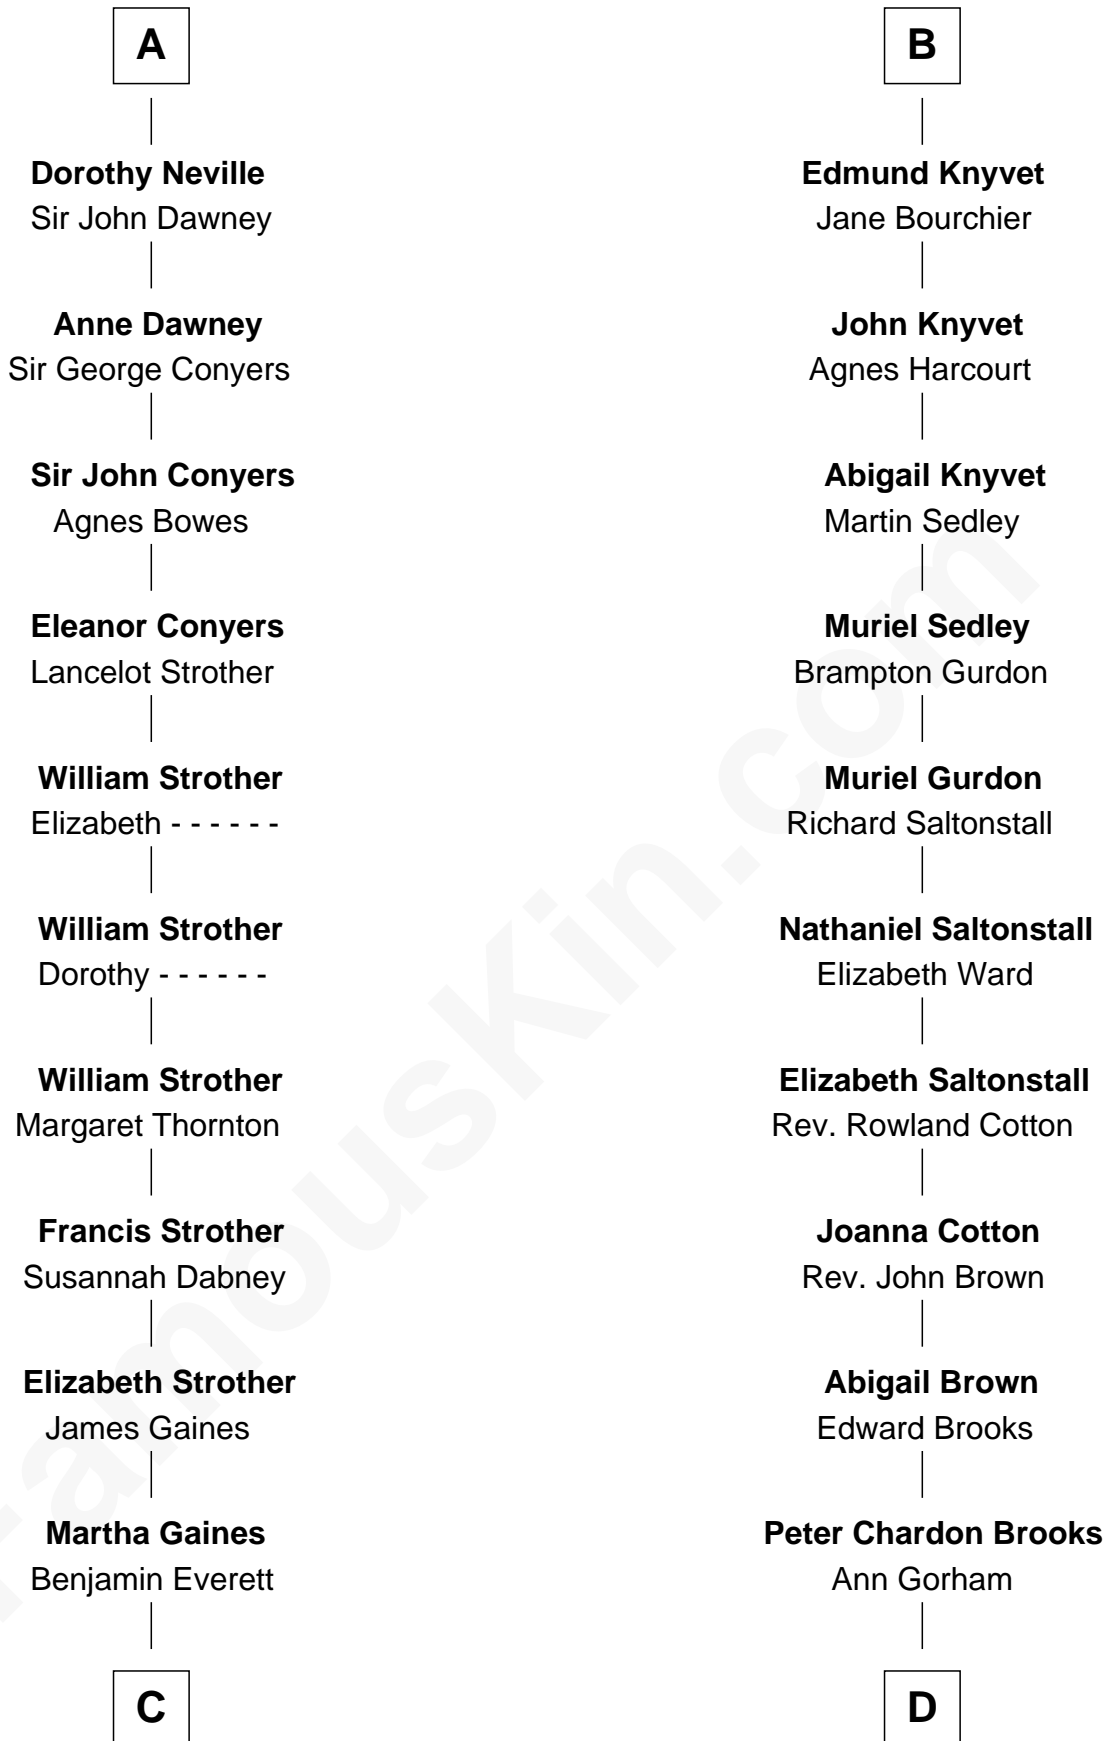 A
Dorothy Neville
Sir John Dawney
Anne Dawney
Sir George Conyers
Sir John Conyers
Agnes Bowes
Eleanor Conyers
Lancelot Strother
William Strother
Elizabeth - - - - - -
William Strother
Dorothy - - - - - -
William Strother
Margaret Thornton
Francis Strother
Susannah Dabney
Elizabeth Strother
James Gaines
Martha Gaines
Benjamin Everett
C
B
Edmund Knyvet
Jane Bourchier
John Knyvet
Agnes Harcourt
Abigail Knyvet
Martin Sedley
Muriel Sedley
Brampton Gurdon
Muriel Gurdon
Richard Saltonstall
Nathaniel Saltonstall
Elizabeth Ward
Elizabeth Saltonstall
Rev. Rowland Cotton
Joanna Cotton
Rev. John Brown
Abigail Brown
Edward Brooks
Peter Chardon Brooks
Ann Gorham
D
FamousKin.com